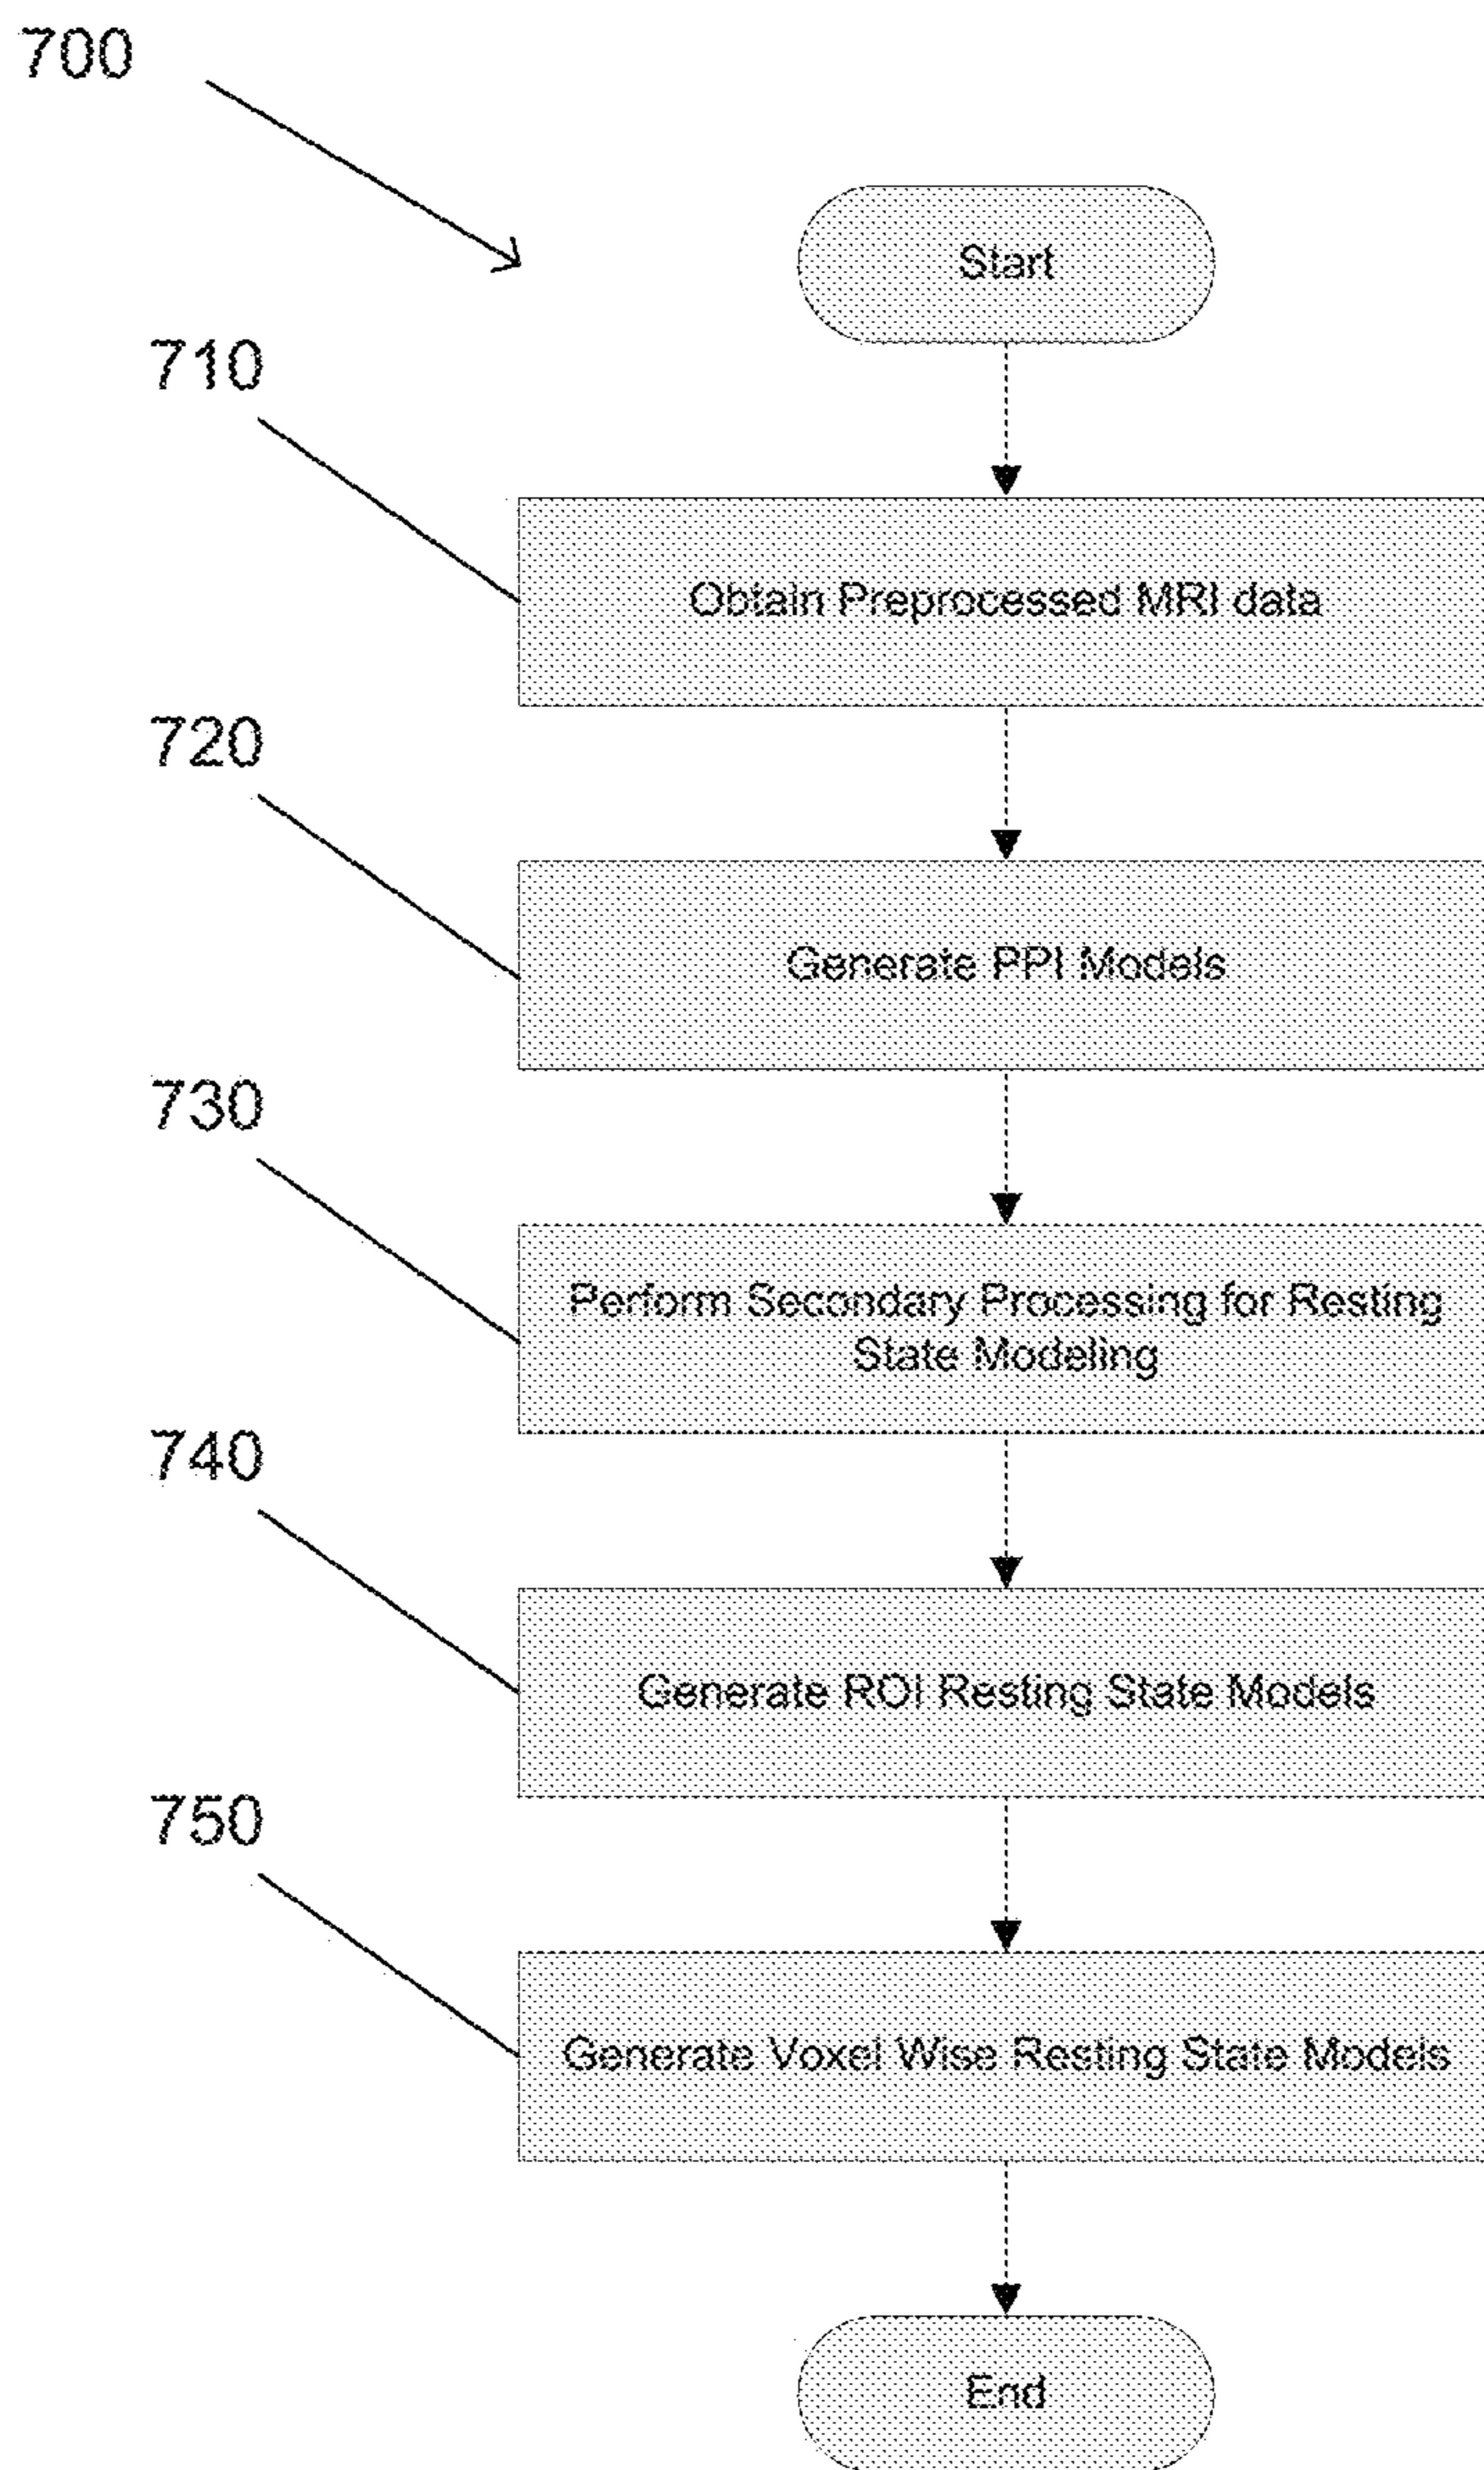 700
Start
710
Obtain Preprocessed MRI data
720
Generate PPI Models
730
Perform Secondary Processing for Resting
State Modeling
740
Generate ROI Resting State Models
750
Generate Voxel Wise Resting State Models
End